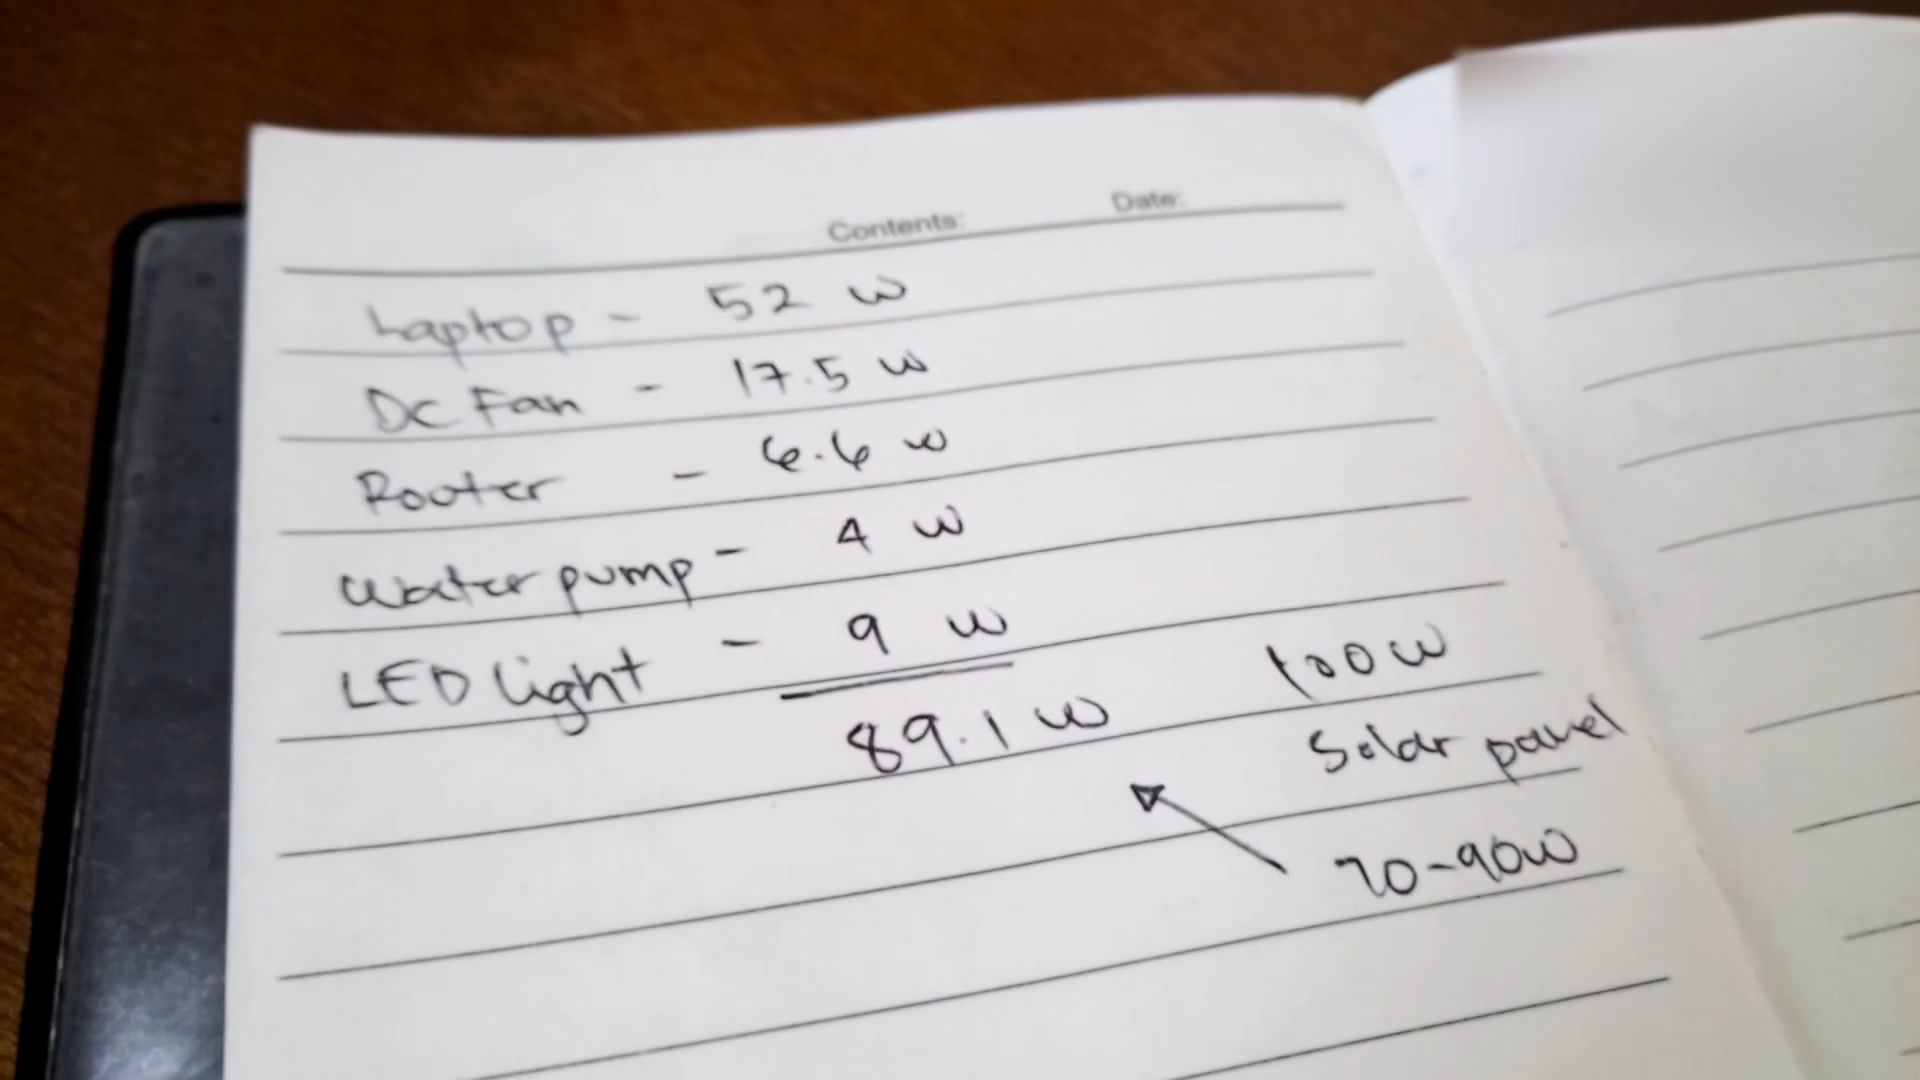 Contents: Date:
Laptop - 52 W
DC Fan - 17.5 W
Router - 6.6 W
Water pump - 4 W
LED light - 9 W
89.1 W
100W
Solar panel
70-90W